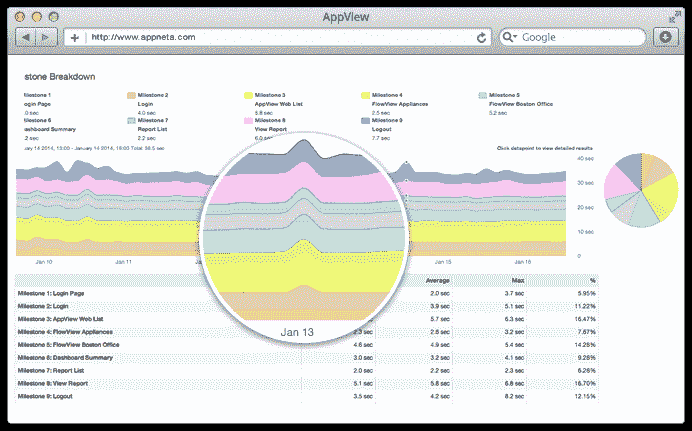 AppView
http://www.appneta.com
Google
stone Breakdown
Milestone 1 Milestone 2 Milestone 3 Milestone 4 Milestone 5
ogin Page Login AppView Web List FlowView Appliances FlowView Boston Office
.0 sec 4.0 sec 2.5 sec 5.2 sec
ilestone 6 Milestone 7 Milestone 8 Milestone 9
ashboard Summary Report List View Report Logout
.2 sec 2.2 sec 6.0 sec 7.7 sec
14 2014, 13:00 - January 14 2014, 18:00 Total: 38.5 sec
Click datapoint to view detailed results
40 sec
30 sec
20 sec
10 sec
0
Jan 10 Jan 11 Jan 15 Jan 16
Jan 13
Average Max %
Milestone 1: Login Page 2.0 sec 3.7 sec 5.95%
Milestone 2: Login 3.9 sec 5.1 sec 11.22%
Milestone 3: AppView Web List 5.7 sec 6.3 sec 16.47%
Milestone 4: FlowView Appliances 2.3 sec 2.6 sec 3.2 sec 7.67%
Milestone 5: FlowView Boston Office 4.6 sec 4.9 sec 5.4 sec 14.28%
Milestone 6: Dashboard Summary 3.0 sec 3.2 sec 4.1 sec 9.28%
Milestone 7: Report List 2.0 sec 2.2 sec 2.3 sec 6.26%
Milestone 8: View Report 5.1 sec 5.8 sec 6.8 sec 16.70%
Milestone 9: Logout 3.5 sec 4.2 sec 8.2 sec 12.15%